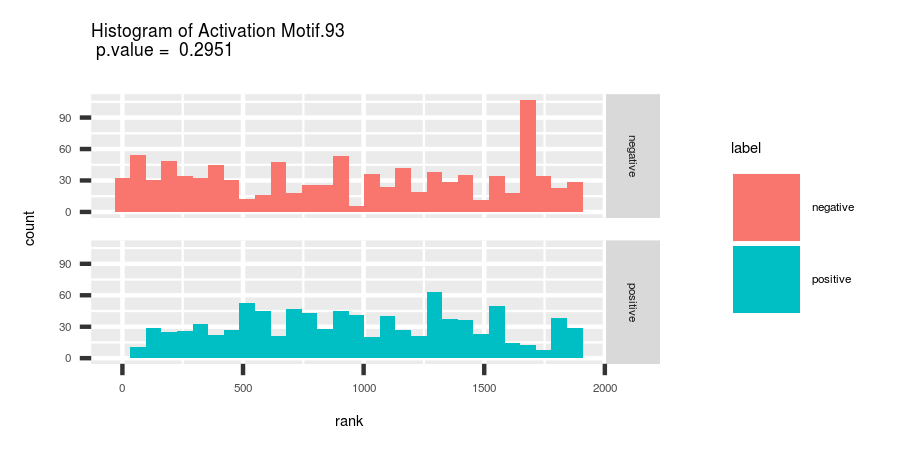 Histogram of Activation Motif.93
p.value = 0.2951
count
90
60
30
0
negative
90
60
30
0
positive
0 500 1000 1500 2000
rank
label
negative
positive